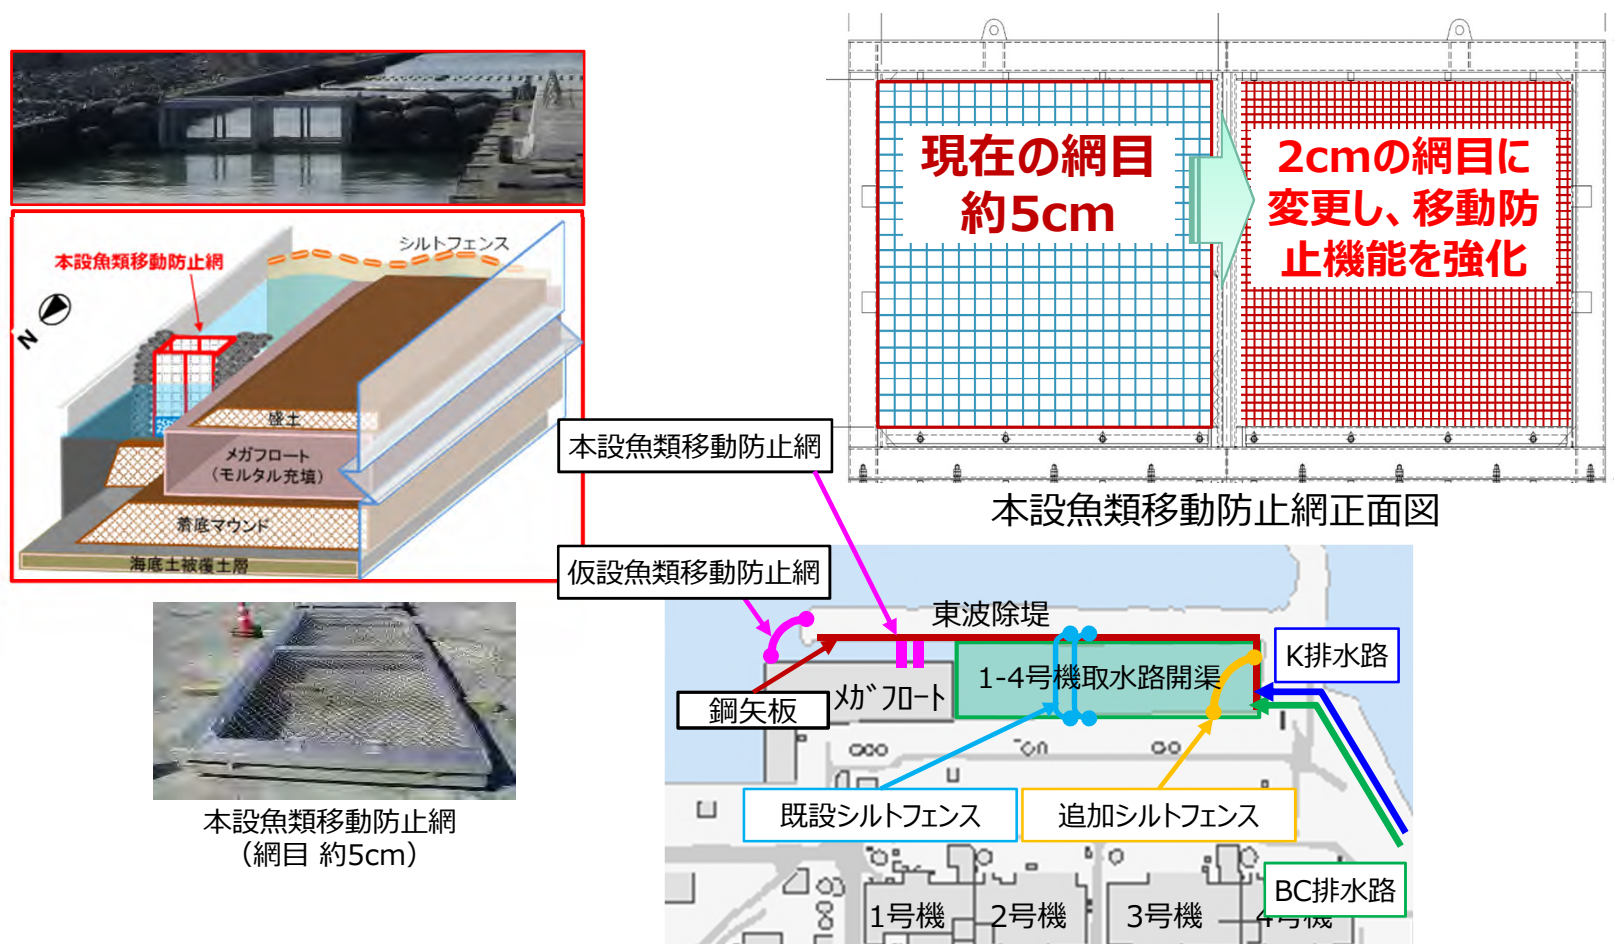 現在の網目
約5cm
2cmの網目に
変更し、移動防
止機能を強化
本設魚類移動防止網正面図
シルトフェンス
本設魚類移動防止網
N
盛土
メガフロート
（モルタル充填）
着底マウンド
海底土被覆土層
本設魚類移動防止網
仮設魚類移動防止網
本設魚類移動防止網
（網目 約5cm）
東波除堤
K排水路
1-4号機取水路開渠
メガフロート
鋼矢板
既設シルトフェンス
追加シルトフェンス
BC排水路
1号機
2号機
3号機
4号機